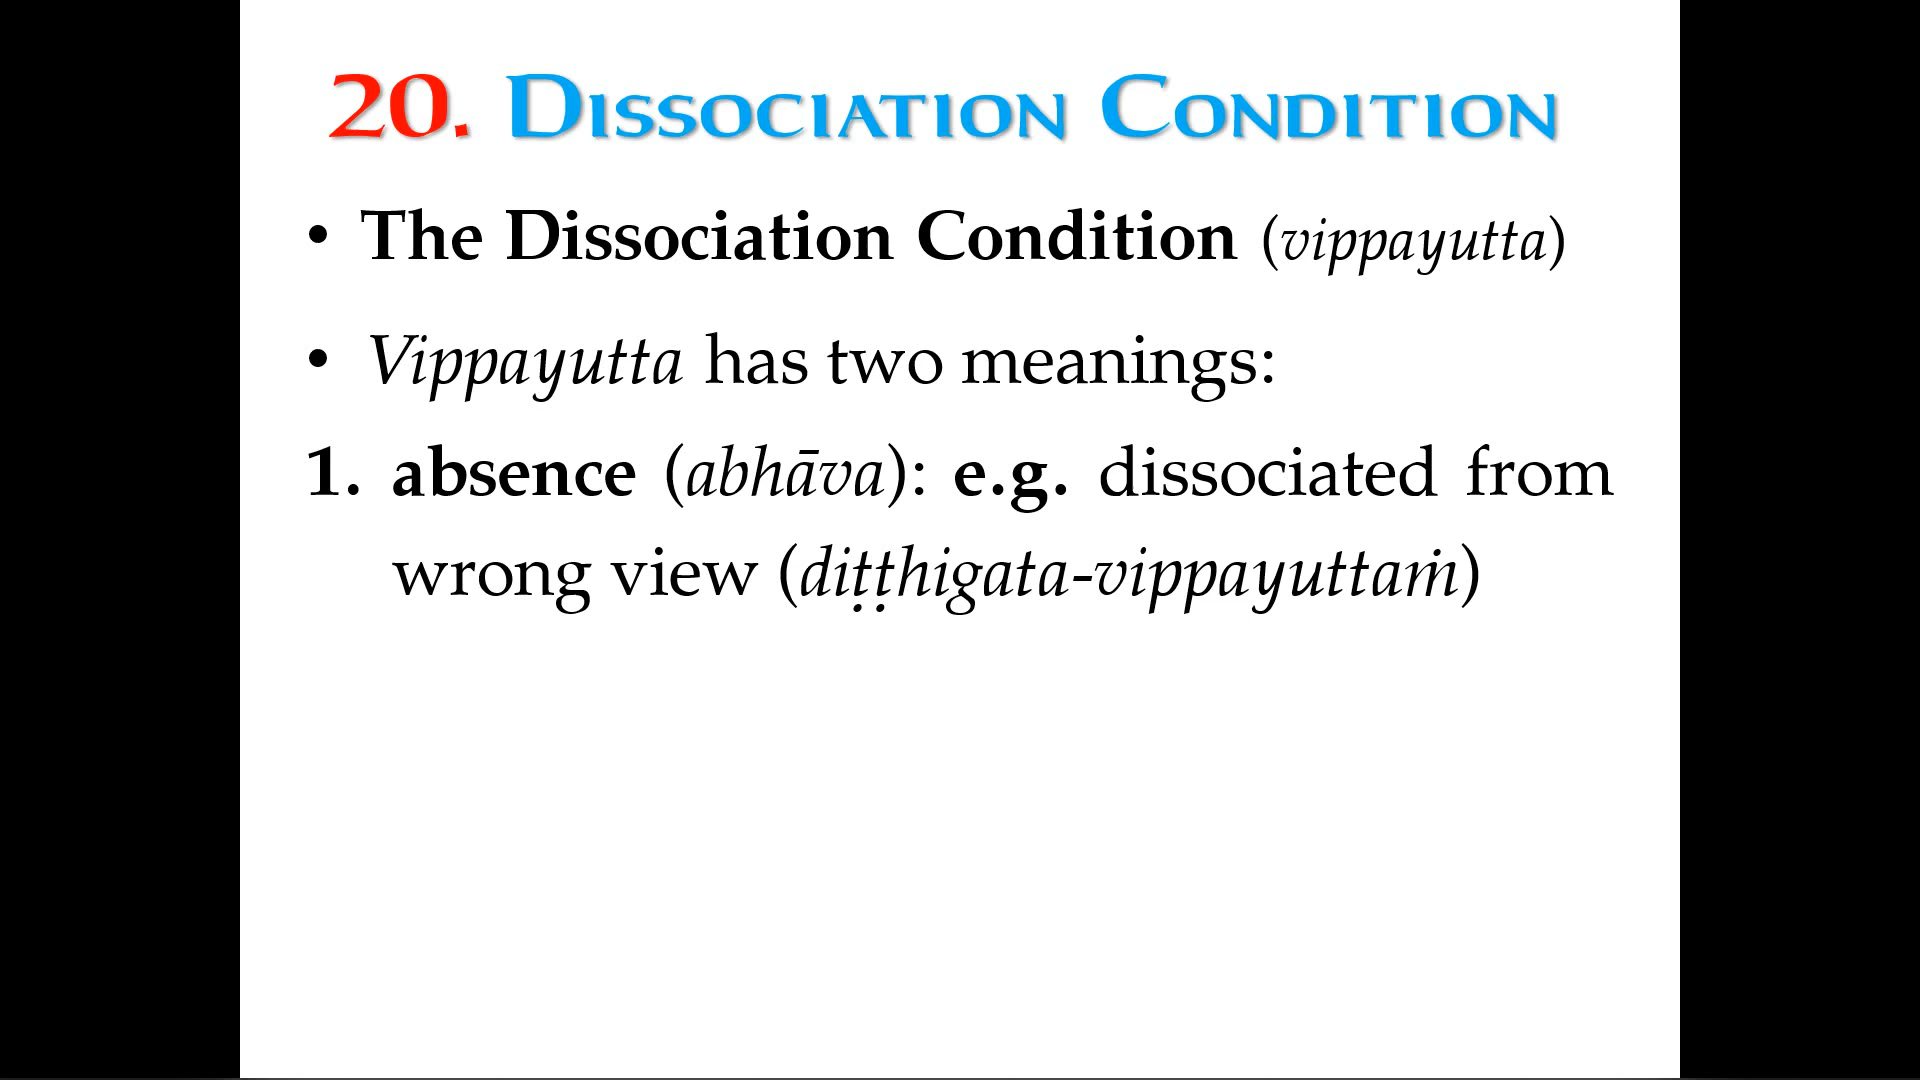 20. Dissociation Condition
• The Dissociation Condition (vippayutta)
• Vippayutta has two meanings:
1. absence (abhāva): e.g. dissociated from
wrong view (diṭṭhigata-vippayuttaṁ)